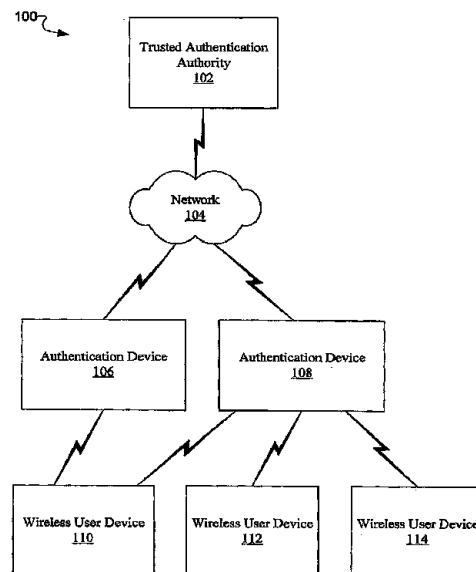 100
Trusted Authentication
Authority
102
Network
104
Authentication Device
106
Authentication Device
108
Wireless User Device
110
Wireless User Device
112
Wireless User Device
114